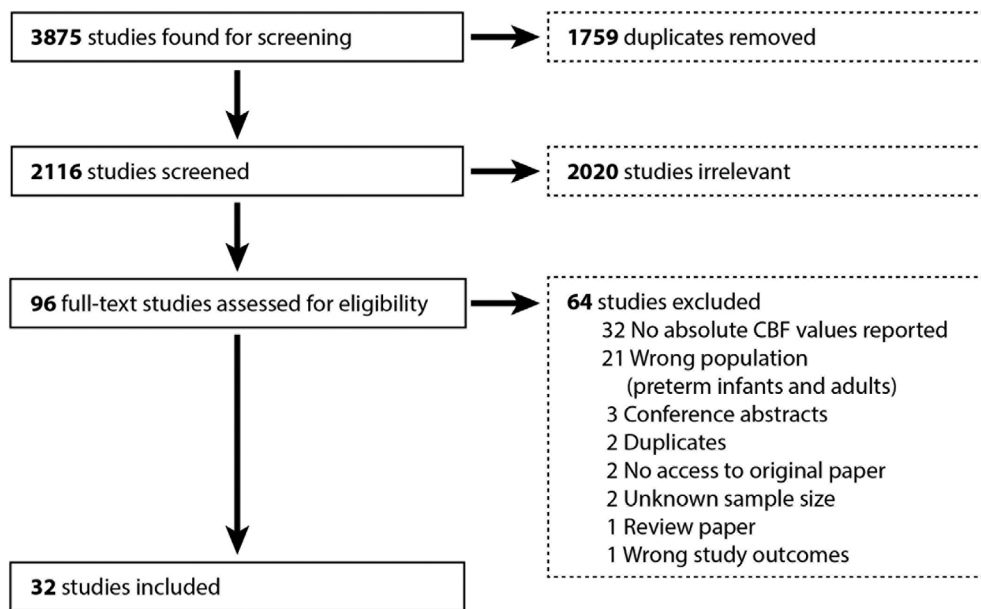 3875 studies found for screening
1759 duplicates removed
2116 studies screened
2020 studies irrelevant
96 full-text studies assessed for eligibility
64 studies excluded
32 No absolute CBF values reported
21 Wrong population
(preterm infants and adults)
3 Conference abstracts
2 Duplicates
2 No access to original paper
2 Unknown sample size
1 Review paper
1 Wrong study outcomes
32 studies included